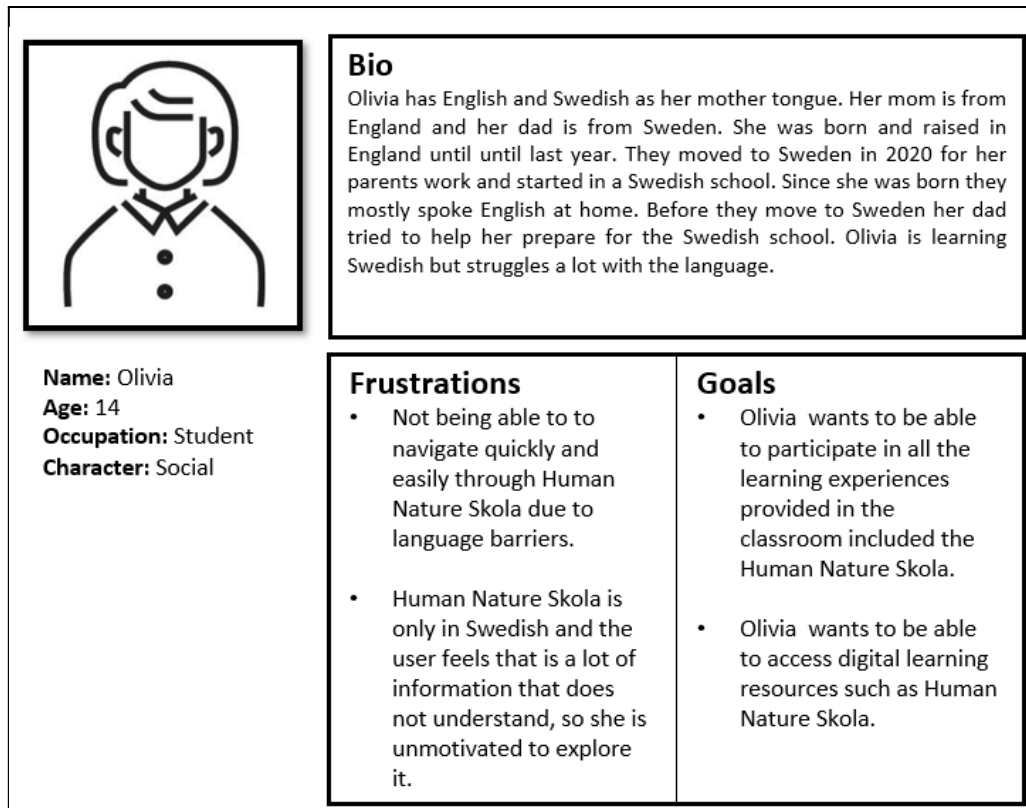 Bio
Olivia has English and Swedish as her mother tongue. Her mom is from
England and her dad is from Sweden. She was born and raised in
England until until last year. They moved to Sweden in 2020 for her
parents work and started in a Swedish school. Since she was born they
mostly spoke English at home. Before they move to Sweden her dad
tried to help her prepare for the Swedish school. Olivia is learning
Swedish but struggles a lot with the language.
Name: Olivia
Age: 14
Occupation: Student
Character: Social
Frustrations
• Not being able to to
navigate quickly and
easily through Human
Nature Skola due to
language barriers.
• Human Nature Skola is
only in Swedish and the
user feels that is a lot of
information that does
not understand, so she is
unmotivated to explore
it.
Goals
• Olivia wants to be able
to participate in all the
learning experiences
provided in the
classroom included the
Human Nature Skola.
• Olivia wants to be able
to access digital learning
resources such as Human
Nature Skola.